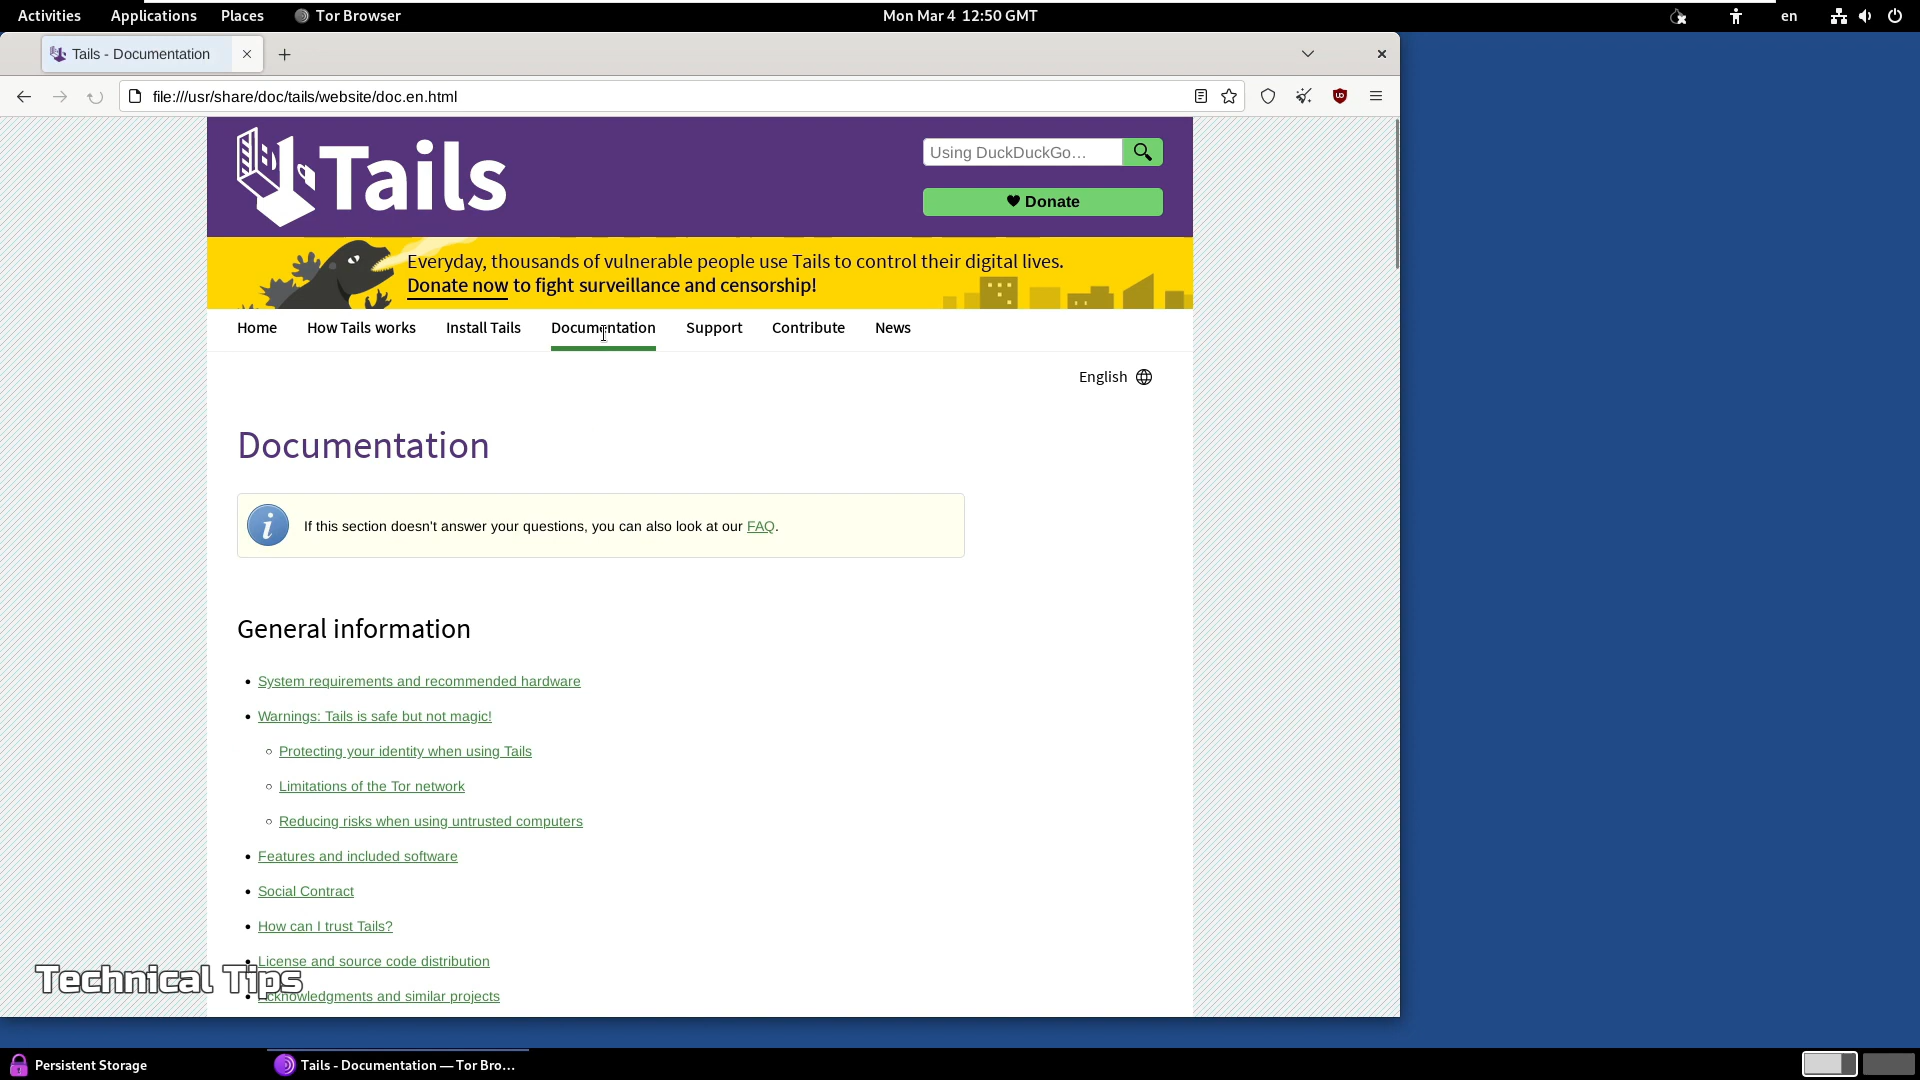 Activities Applications Places Tor Browser Mon Mar 4 12:50 GMT en
Tails - Documentation
file:///usr/share/doc/tails/website/doc.en.html
Tails
Using DuckDuckGo...
Donate
Everyday, thousands of vulnerable people use Tails to control their digital lives.
Donate now to fight surveillance and censorship!
Home How Tails works Install Tails Documentation Support Contribute News
English
Documentation
If this section doesn't answer your questions, you can also look at our FAQ.
General information
System requirements and recommended hardware
Warnings: Tails is safe but not magic!
Protecting your identity when using Tails
Limitations of the Tor network
Reducing risks when using untrusted computers
Features and included software
Social Contract
How can I trust Tails?
License and source code distribution
Technical Tips
Acknowledgments and similar projects
Persistent Storage Tails - Documentation — Tor Bro...